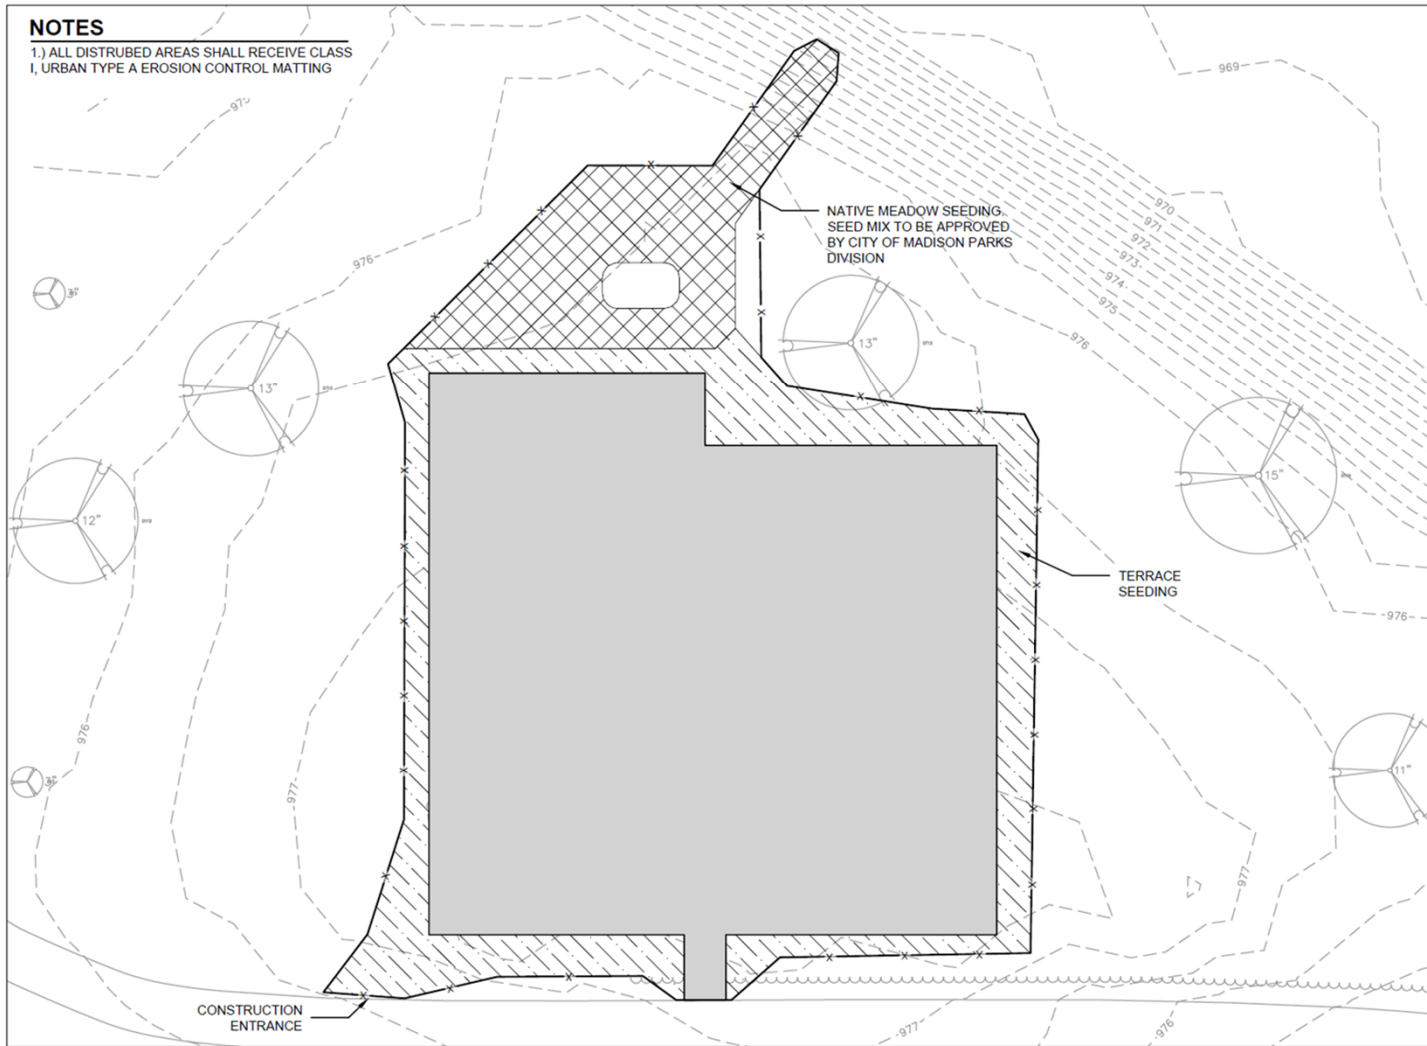 NOTES
1.) ALL DISTRUBED AREAS SHALL RECEIVE CLASS
I, URBAN TYPE A EROSION CONTROL MATTING
969
975
970
971
972
973
974
975
976
NATIVE MEADOW SEEDING.
SEED MIX TO BE APPROVED
BY CITY OF MADISON PARKS
DIVISION
976
3"
13"
13"
15"
12"
TERRACE
SEEDING
976
976
3"
11"
977
977
CONSTRUCTION
ENTRANCE
977
976